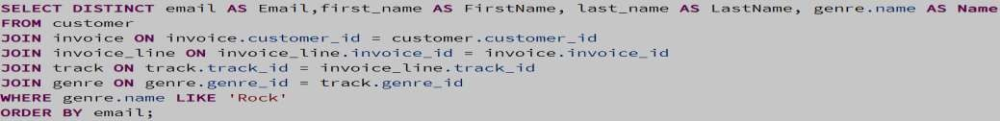 SELECT DISTINCT email AS Email,first_name AS FirstName, last_name AS LastName, genre.name AS Name
FROM customer
JOIN invoice ON invoice.customer_id = customer.customer_id
JOIN invoice_line ON invoice_line.invoice_id = invoice.invoice_id
JOIN track ON track.track_id = invoice_line.track_id
JOIN genre ON genre.genre_id = track.genre_id
WHERE genre.name LIKE 'Rock'
ORDER BY email;